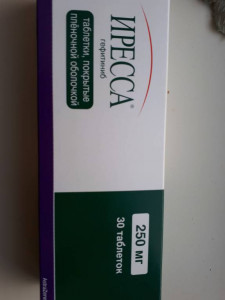 ИРЕССА®
гефитиниб
таблетки, покрытые
плёночной оболочкой
250 мг
30 таблеток